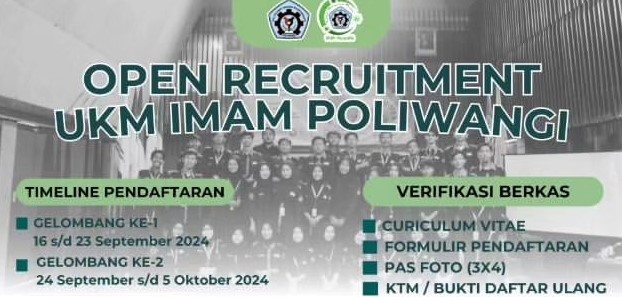 OPEN RECRUITMENT
UKM IMAM POLIWANGI
TIMELINE PENDAFTARAN
GELOMBANG KE-1
16 s/d 23 September 2024
GELOMBANG KE-2
24 September s/d 5 Oktober 2024
VERIFIKASI BERKAS
CURICULUM VITAE
FORMULIR PENDAFTARAN
PAS FOTO (3X4)
KTM / BUKTI DAFTAR ULANG